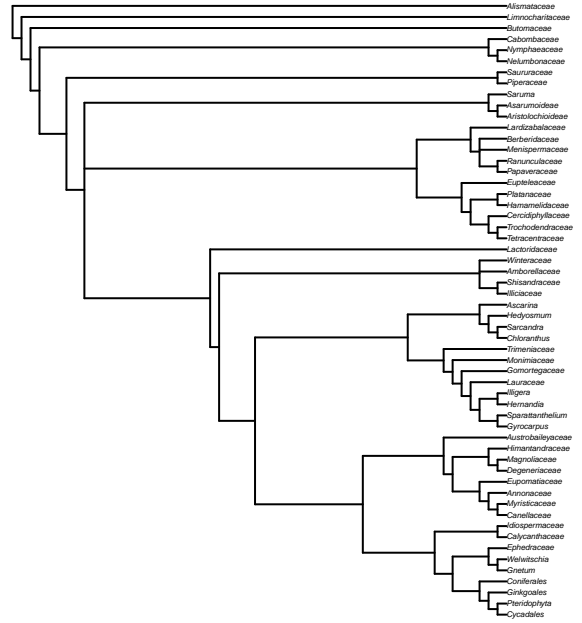 Alismataceae
Limnocharitaceae
Butomaceae
Cabombaceae
Nymphaeaceae
Nelumbonaceae
Saururaceae
Piperaceae
Saruma
Asarumoideae
Aristolochioideae
Lardizabalaceae
Berberidaceae
Menispermaceae
Ranunculaceae
Papaveraceae
Eupteleaceae
Platanaceae
Hamamelidaceae
Cercidiphyllaceae
Trochodendraceae
Tetracentraceae
Lactoridaceae
Winteraceae
Amborellaceae
Shisandraceae
Illiciaceae
Ascarina
Hedyosmum
Sarcandra
Chloranthus
Trimeniaceae
Monimiaceae
Gomortegaceae
Lauraceae
Illigera
Hernandia
Sparattanthelium
Gyrocarpus
Austrobaileyaceae
Himantandraceae
Magnoliaceae
Degeneriaceae
Eupomatiaceae
Annonaceae
Myristicaceae
Canellaceae
Idiospermaceae
Calycanthaceae
Ephedraceae
Welwitschia
Gnetum
Coniferales
Ginkgoales
Pteridophyta
Cycadales